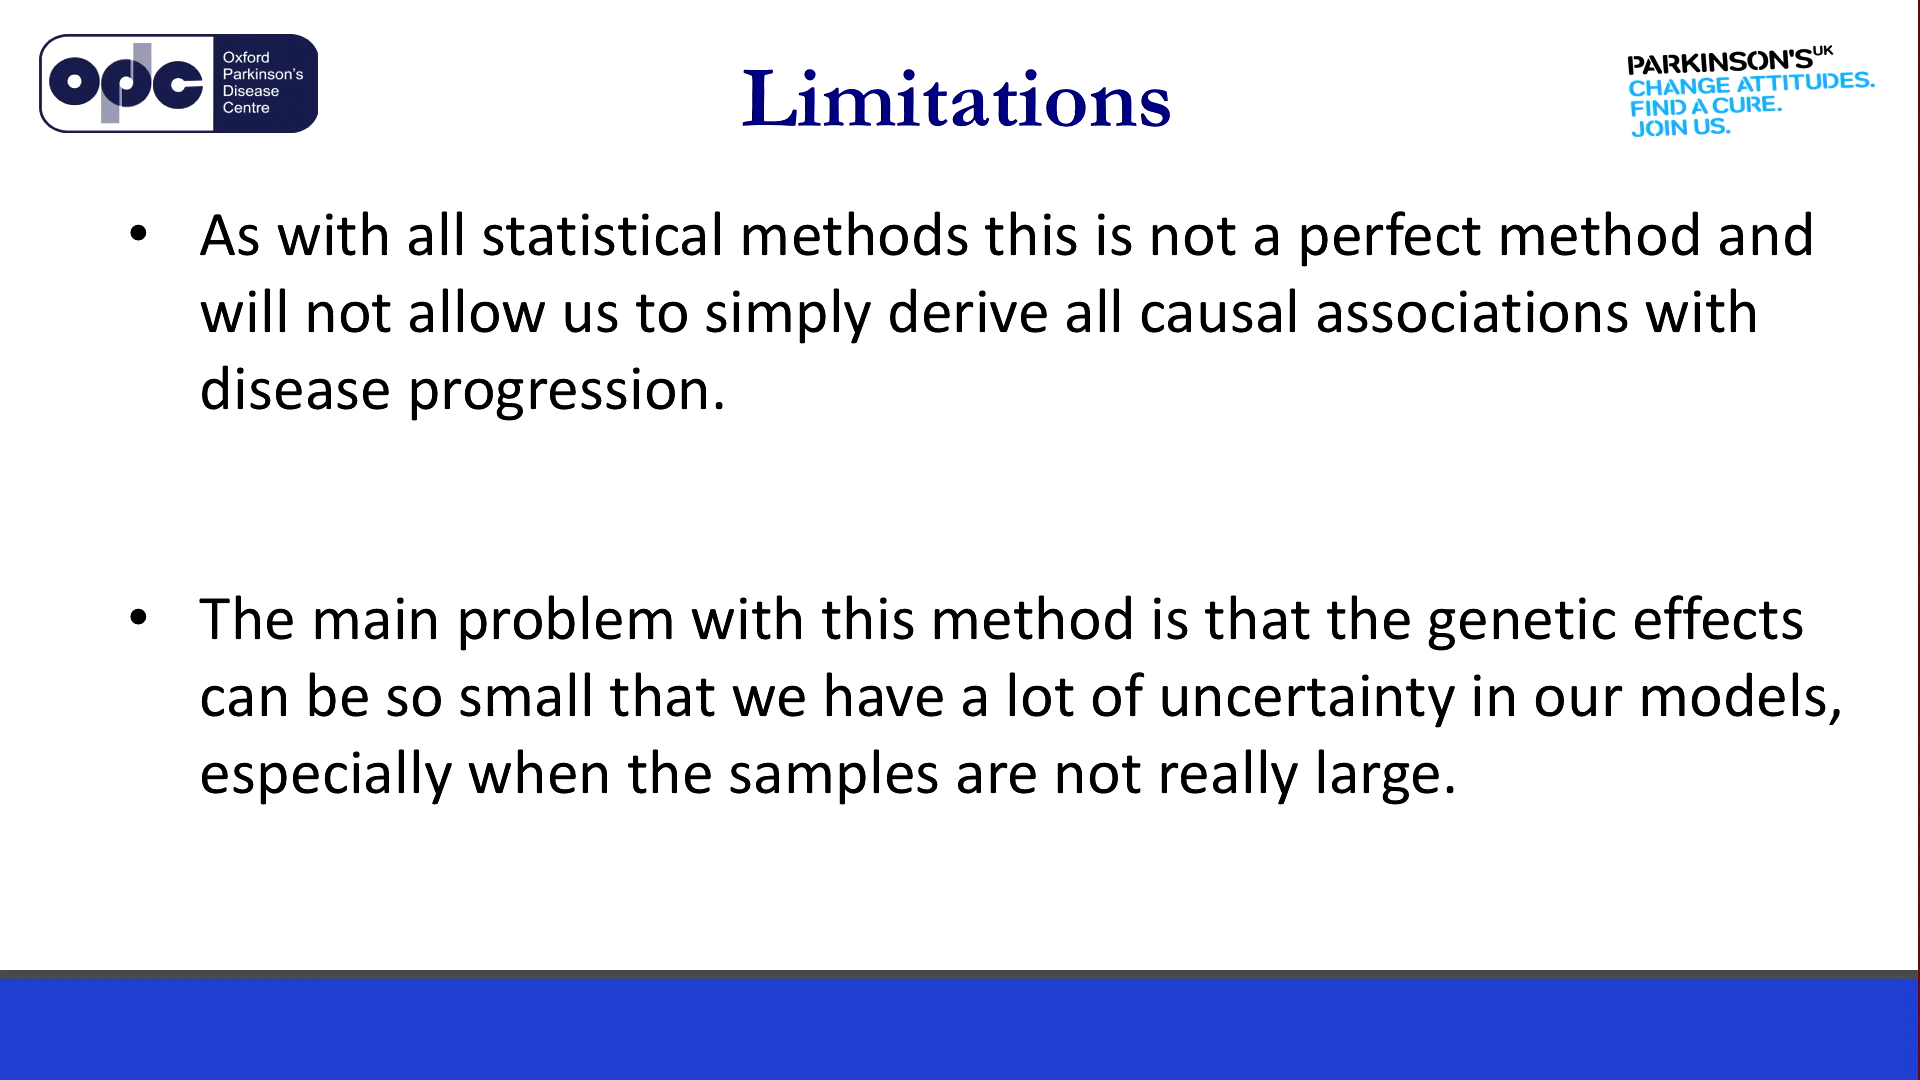 opdc
Oxford
Parkinson's
Disease
Centre
Limitations
PARKINSON'S UK
CHANGE ATTITUDES.
FIND A CURE.
JOIN US.
• As with all statistical methods this is not a perfect method and
will not allow us to simply derive all causal associations with
disease progression.
• The main problem with this method is that the genetic effects
can be so small that we have a lot of uncertainty in our models,
especially when the samples are not really large.